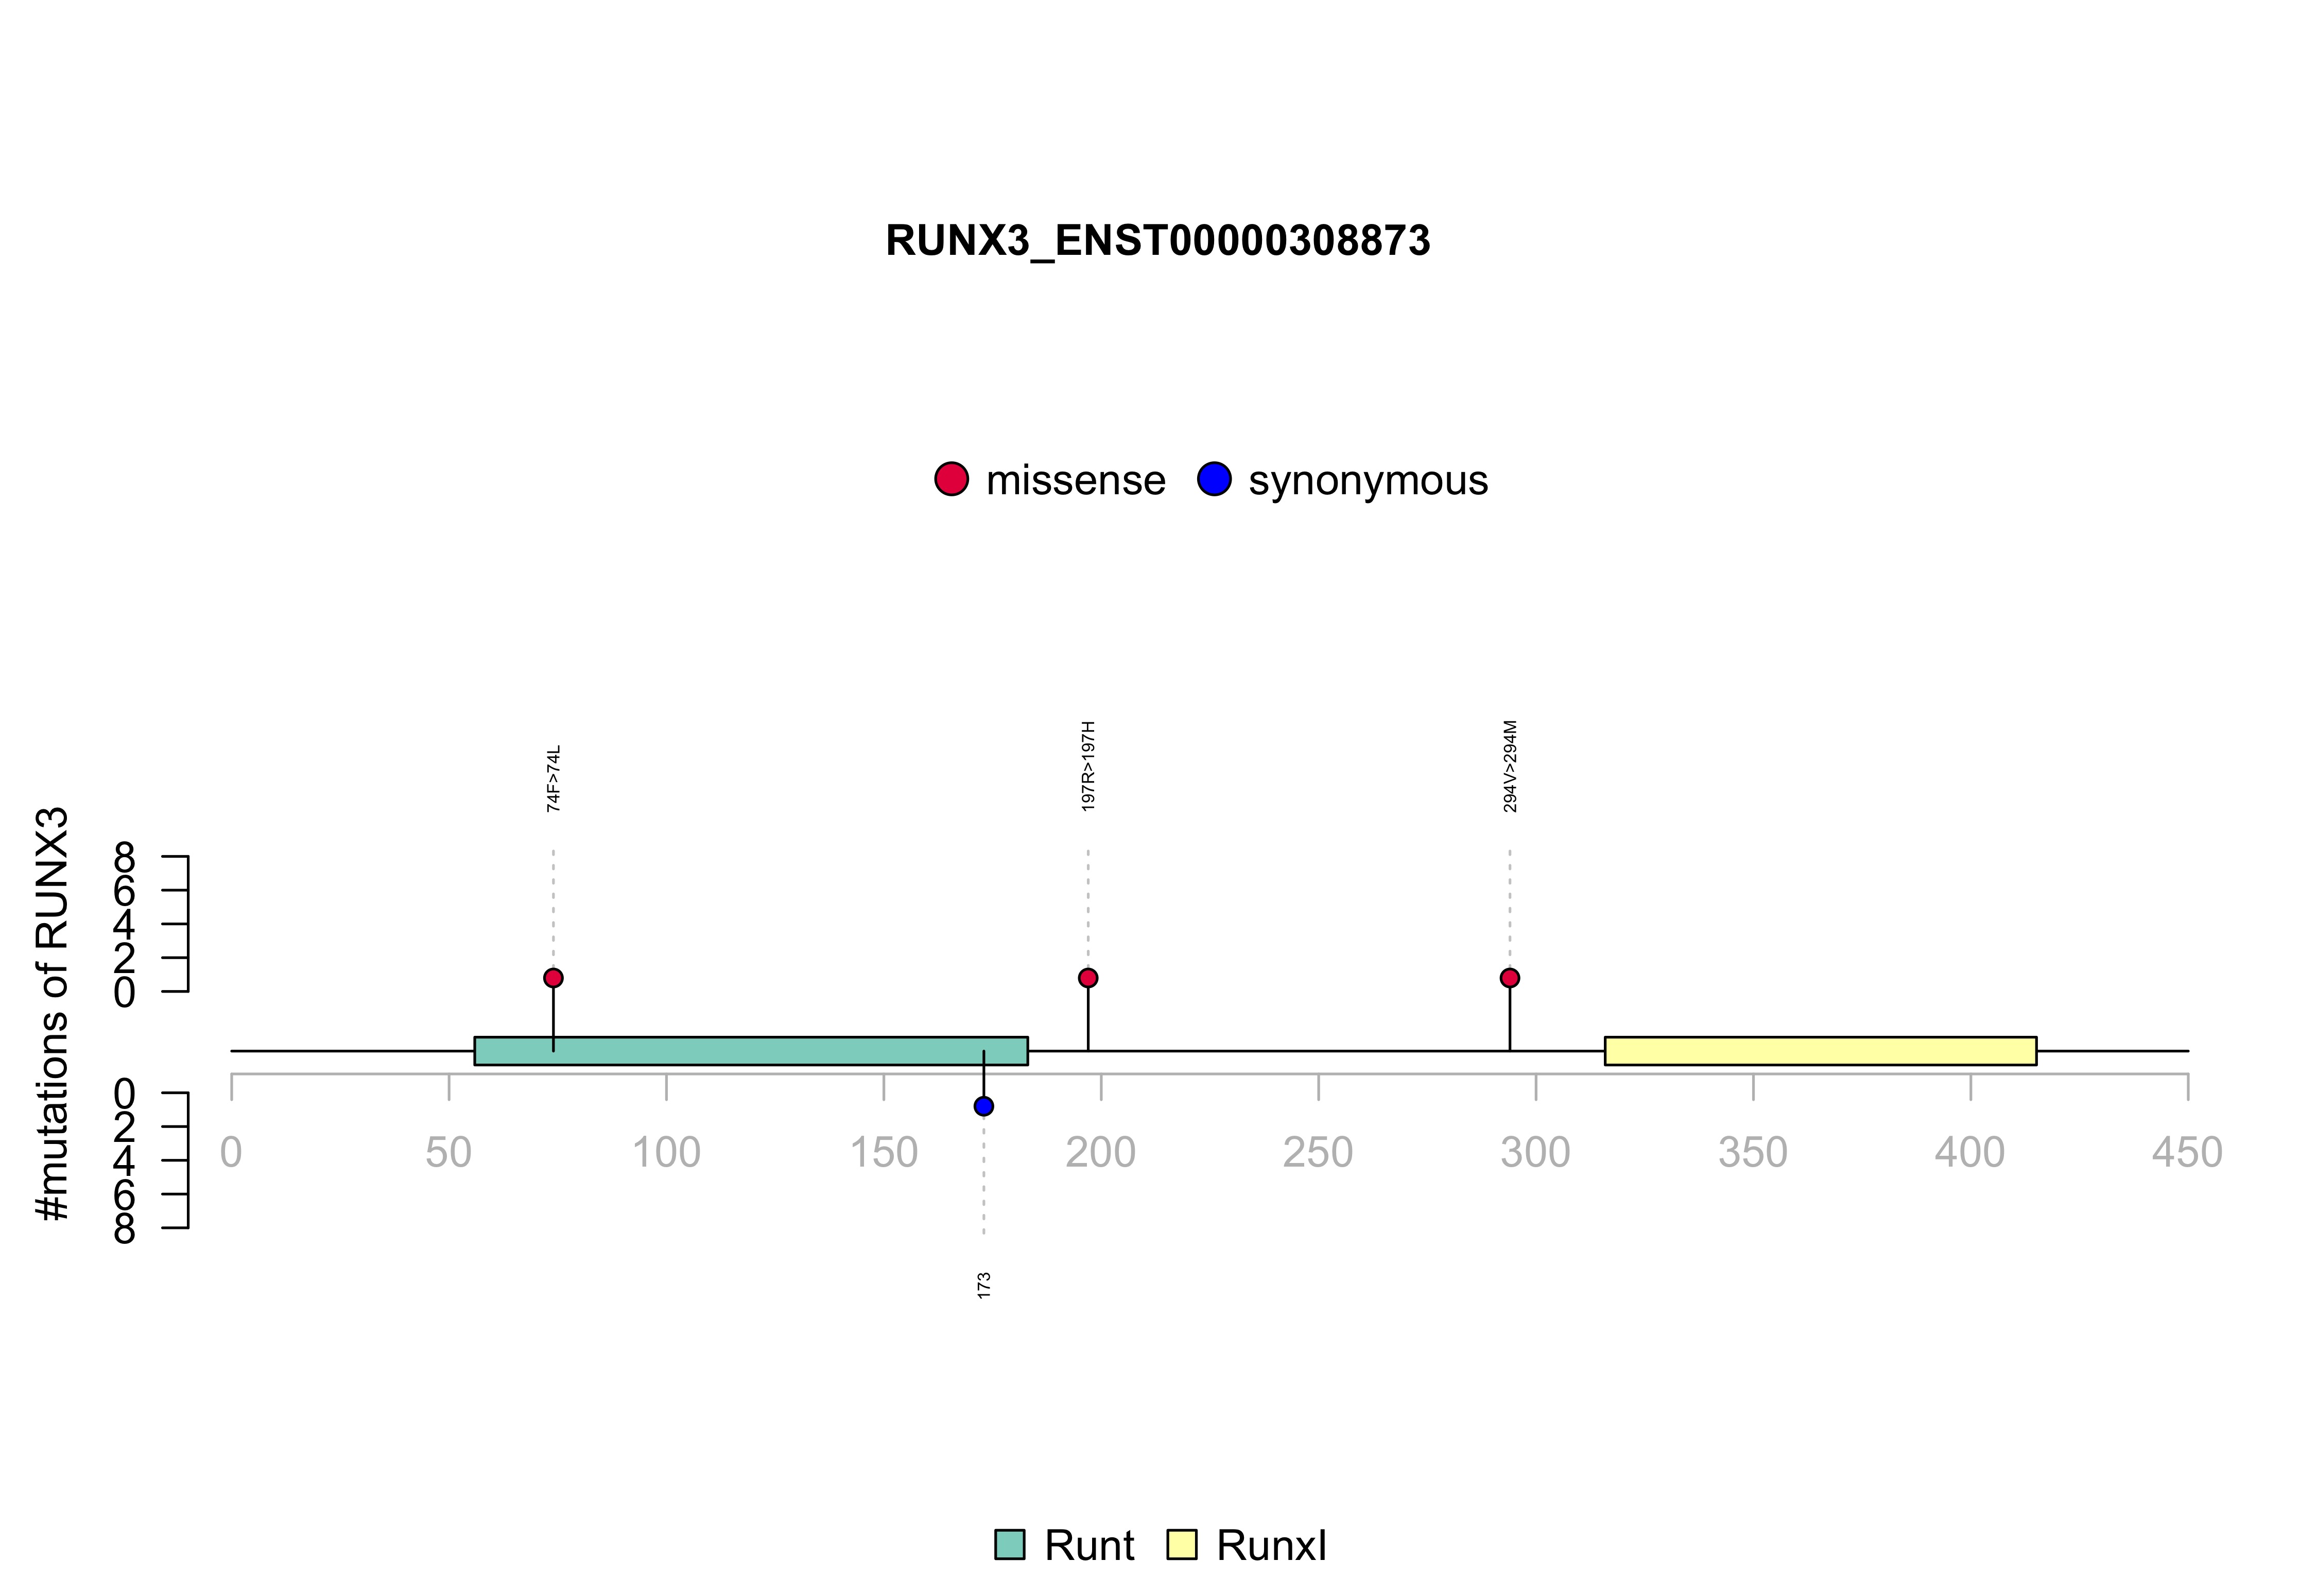 RUNX3_ENST00000308873
missense synonymous
74F>74L
197R>197H
294V>294M
#mutations of RUNX3
8
6
4
2
0
0
2
4
6
8
0 50 100 150 200 250 300 350 400 450
173
Runt RunxI